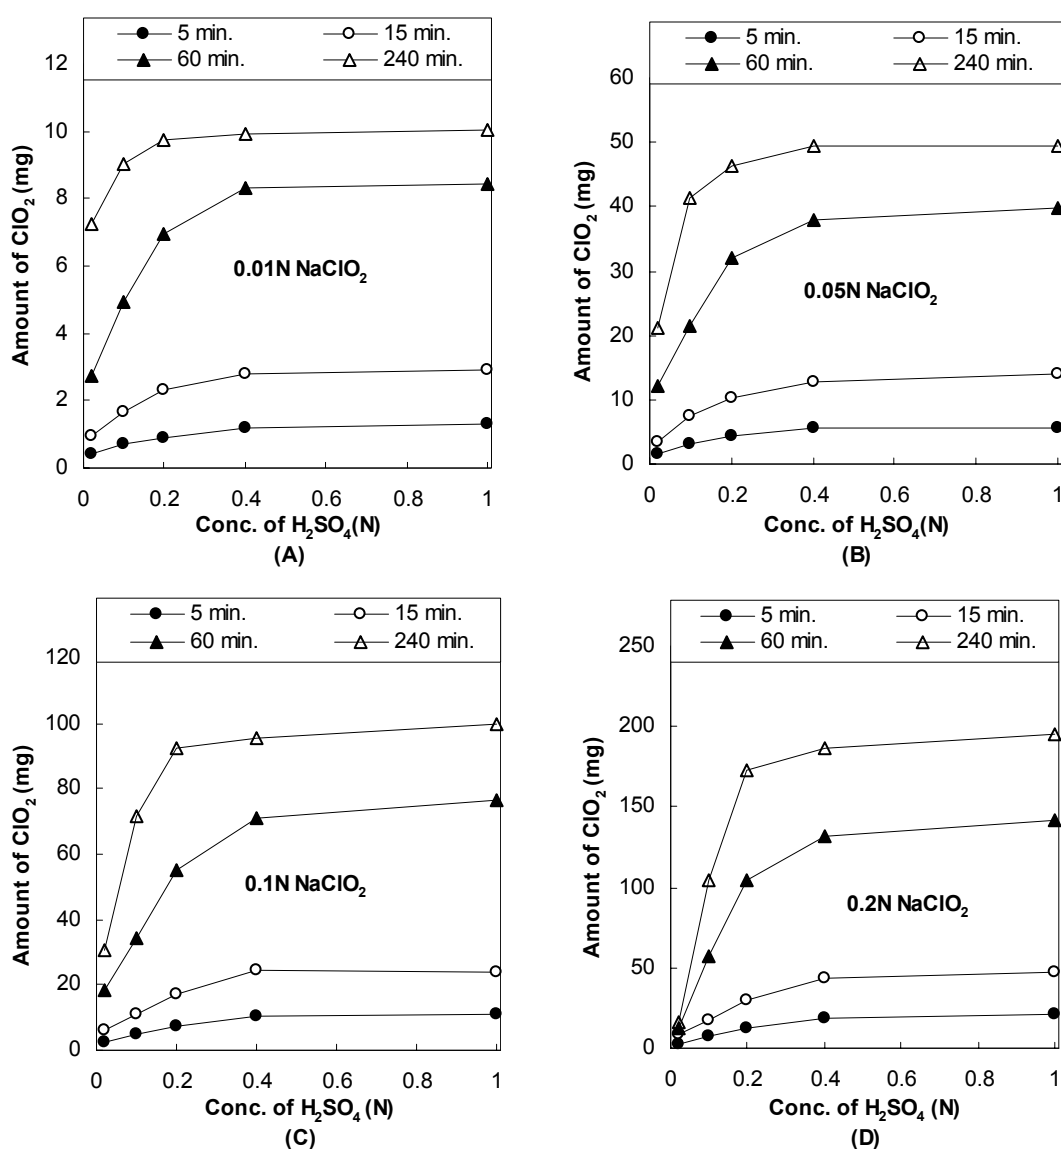 5 min. 15 min.
60 min. 240 min.
12
10
8
6
4
2
0
Amount of ClO₂ (mg)
0.01N NaClO₂
0 0.2 0.4 0.6 0.8 1
Conc. of H₂SO₄(N)
(A)
5 min. 15 min.
60 min. 240 min.
60
50
40
30
20
10
0
Amount of ClO₂ (mg)
0.05N NaClO₂
0 0.2 0.4 0.6 0.8 1
Conc. of H₂SO₄(N)
(B)
5 min. 15 min.
60 min. 240 min.
120
100
80
60
40
20
0
Amount of ClO₂ (mg)
0.1N NaClO₂
0 0.2 0.4 0.6 0.8 1
Conc. of H₂SO₄ (N)
(C)
5 min. 15 min.
60 min. 240 min.
250
200
150
100
50
0
Amount of ClO₂ (mg)
0.2N NaClO₂
0 0.2 0.4 0.6 0.8 1
Conc. of H₂SO₄ (N)
(D)